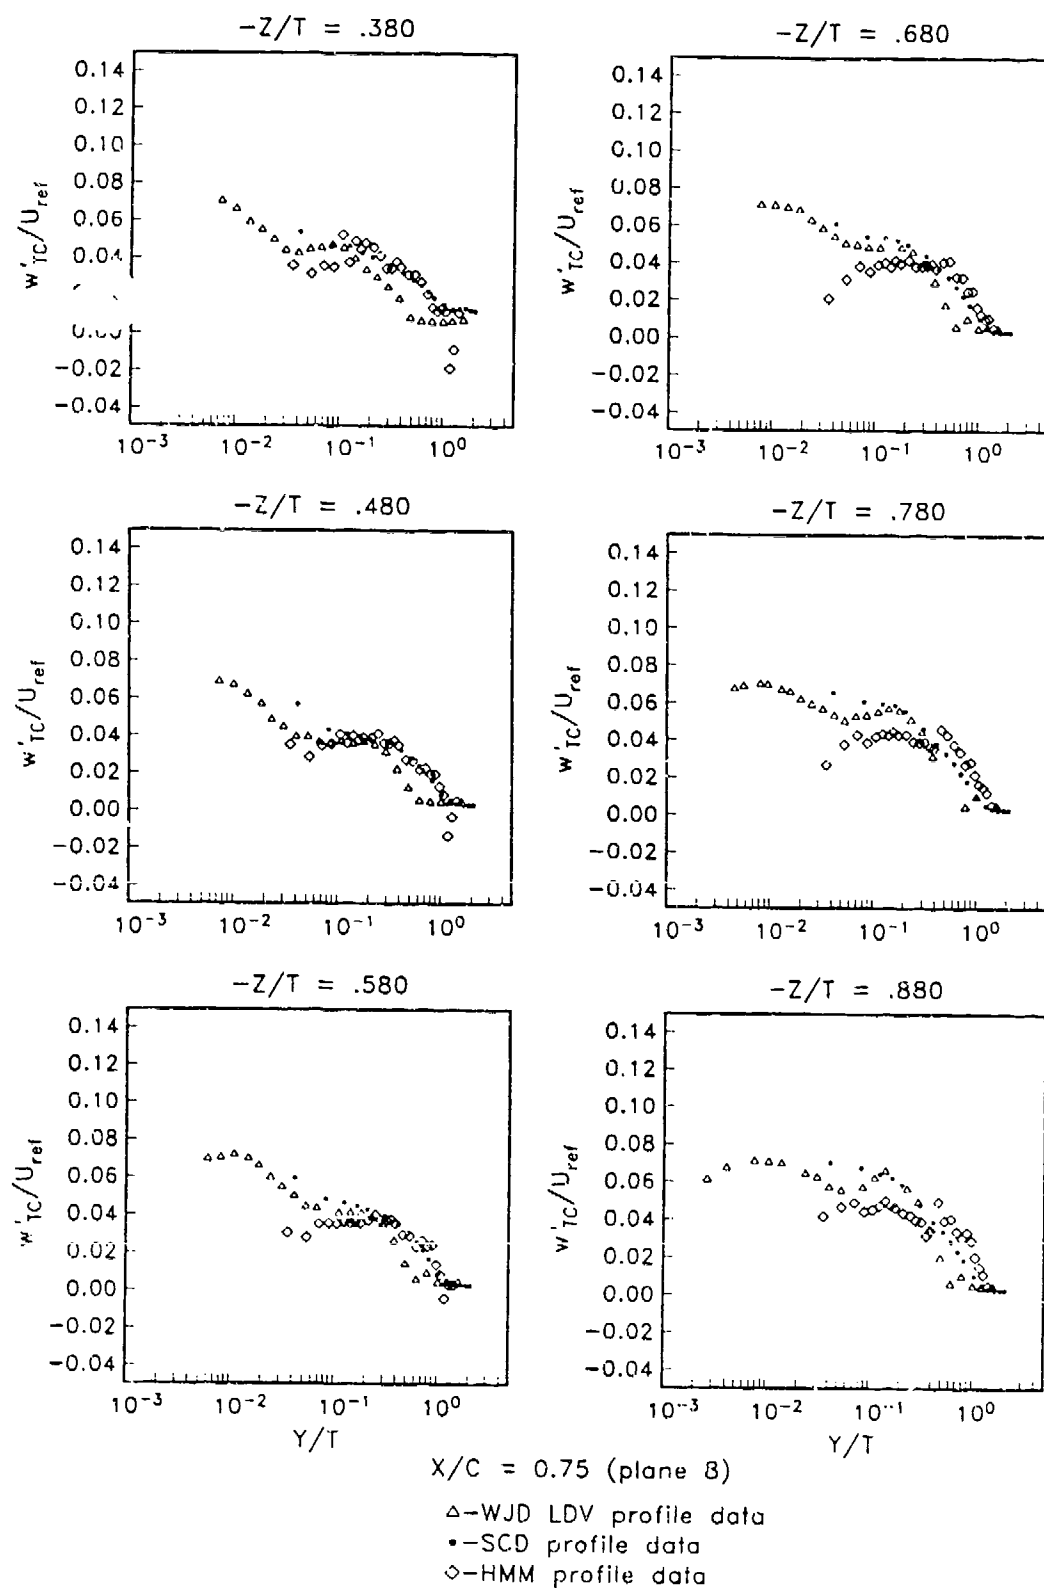 -Z/T = .380
0.14
0.12
0.10
0.08
0.06
0.04
0.00
-0.02
-0.04
w'TC/Uref
10-3 10-2 10-1 100
-Z/T = .680
0.14
0.12
0.10
0.08
0.06
0.04
0.02
0.00
-0.02
-0.04
w'TC/Uref
10-3 10-2 10-1 100
-Z/T = .480
0.14
0.12
0.10
0.08
0.06
0.04
0.02
0.00
-0.02
-0.04
w'TC/Uref
10-3 10-2 10-1 100
-Z/T = .780
0.14
0.12
0.10
0.08
0.06
0.04
0.02
0.00
-0.02
-0.04
w'TC/Uref
10-3 10-2 10-1 100
-Z/T = .580
0.14
0.12
0.10
0.08
0.06
0.04
0.02
0.00
-0.02
-0.04
w'TC/Uref
10-3 10-2 10-1 100
Y/T
-Z/T = .880
0.14
0.12
0.10
0.08
0.06
0.04
0.02
0.00
-0.02
-0.04
w'TC/Uref
10-3 10-2 10-1 100
Y/T
X/C = 0.75 (plane 8)
△-WJD LDV profile data
•-SCD profile data
◇-HMM profile data